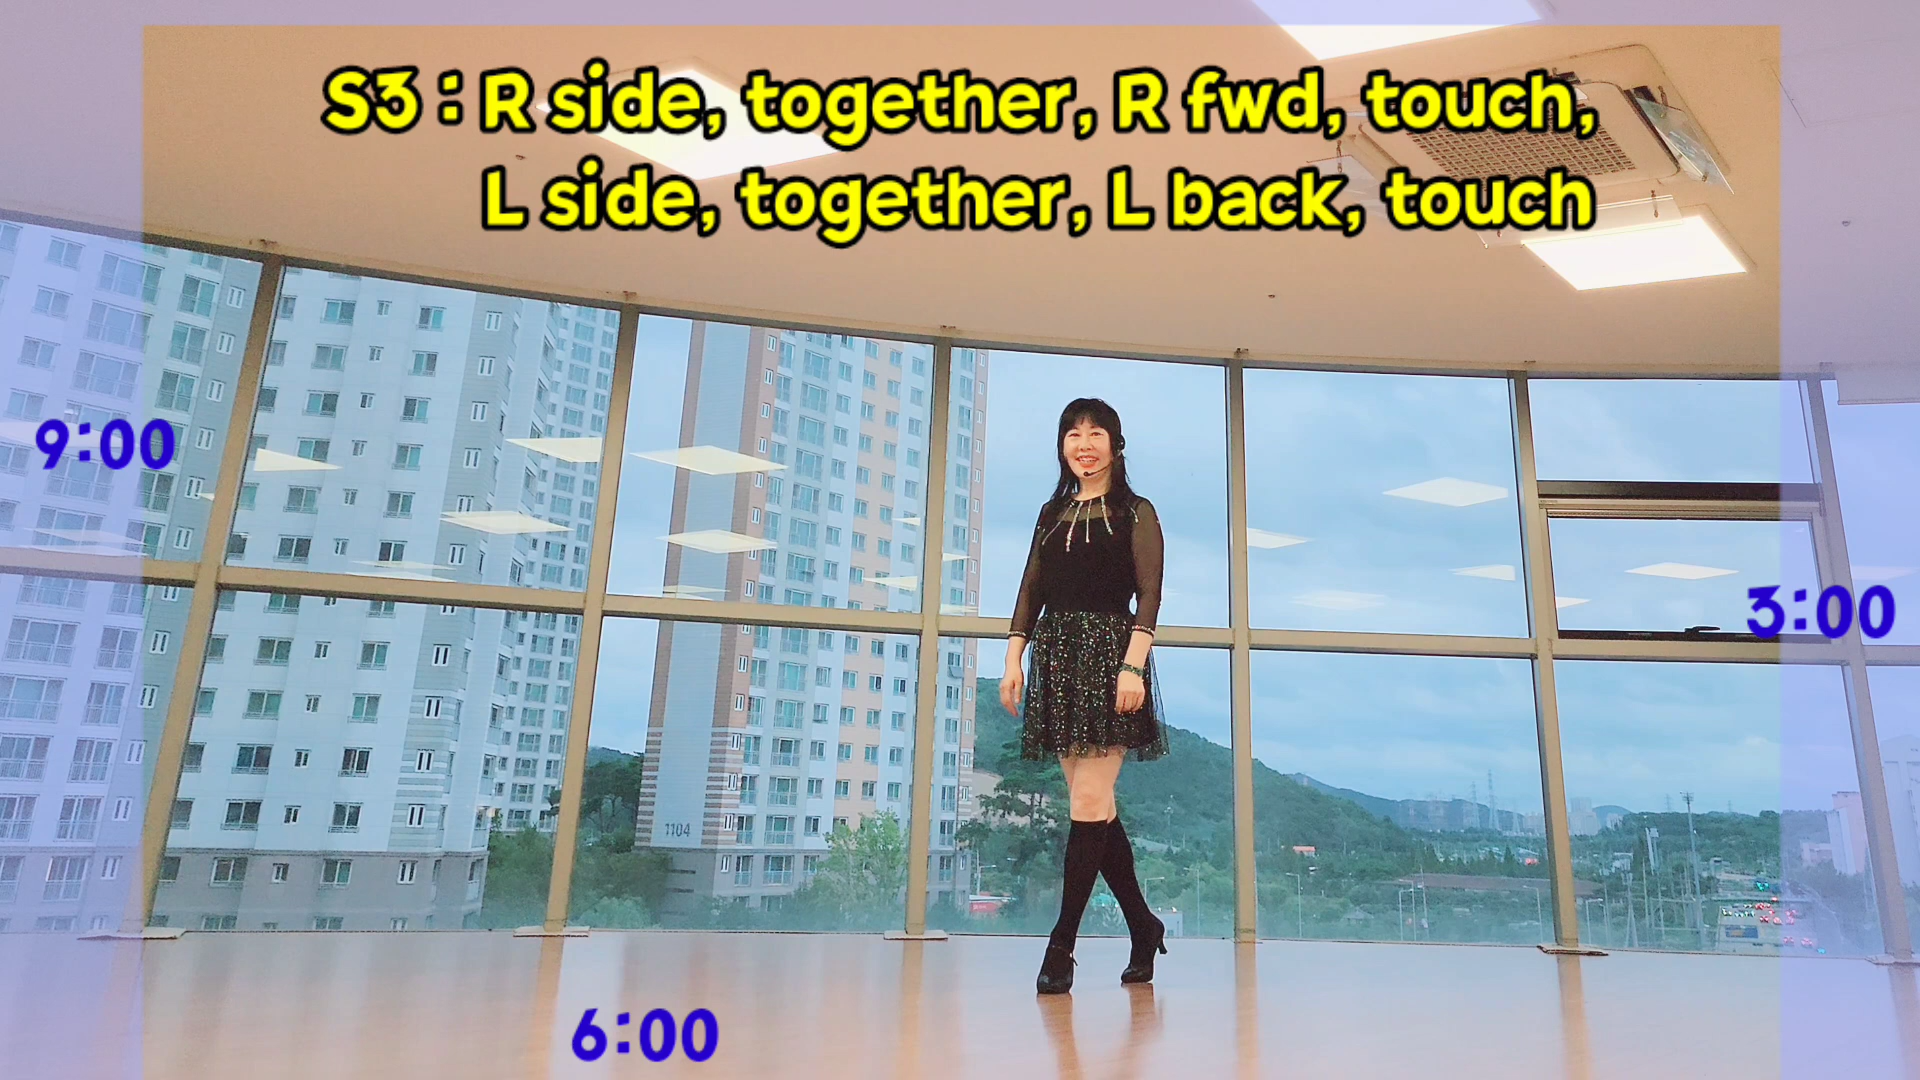 S3 : R side, together, R fwd, touch,
L side, together, L back, touch
9:00
3:00
1104
6:00